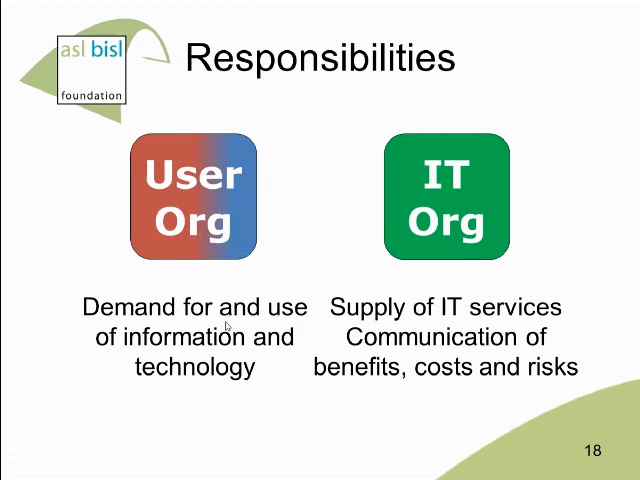 asl bisl
foundation
Responsibilities
User
Org
IT
Org
Demand for and use
of information and
technology
Supply of IT services
Communication of
benefits, costs and risks
18